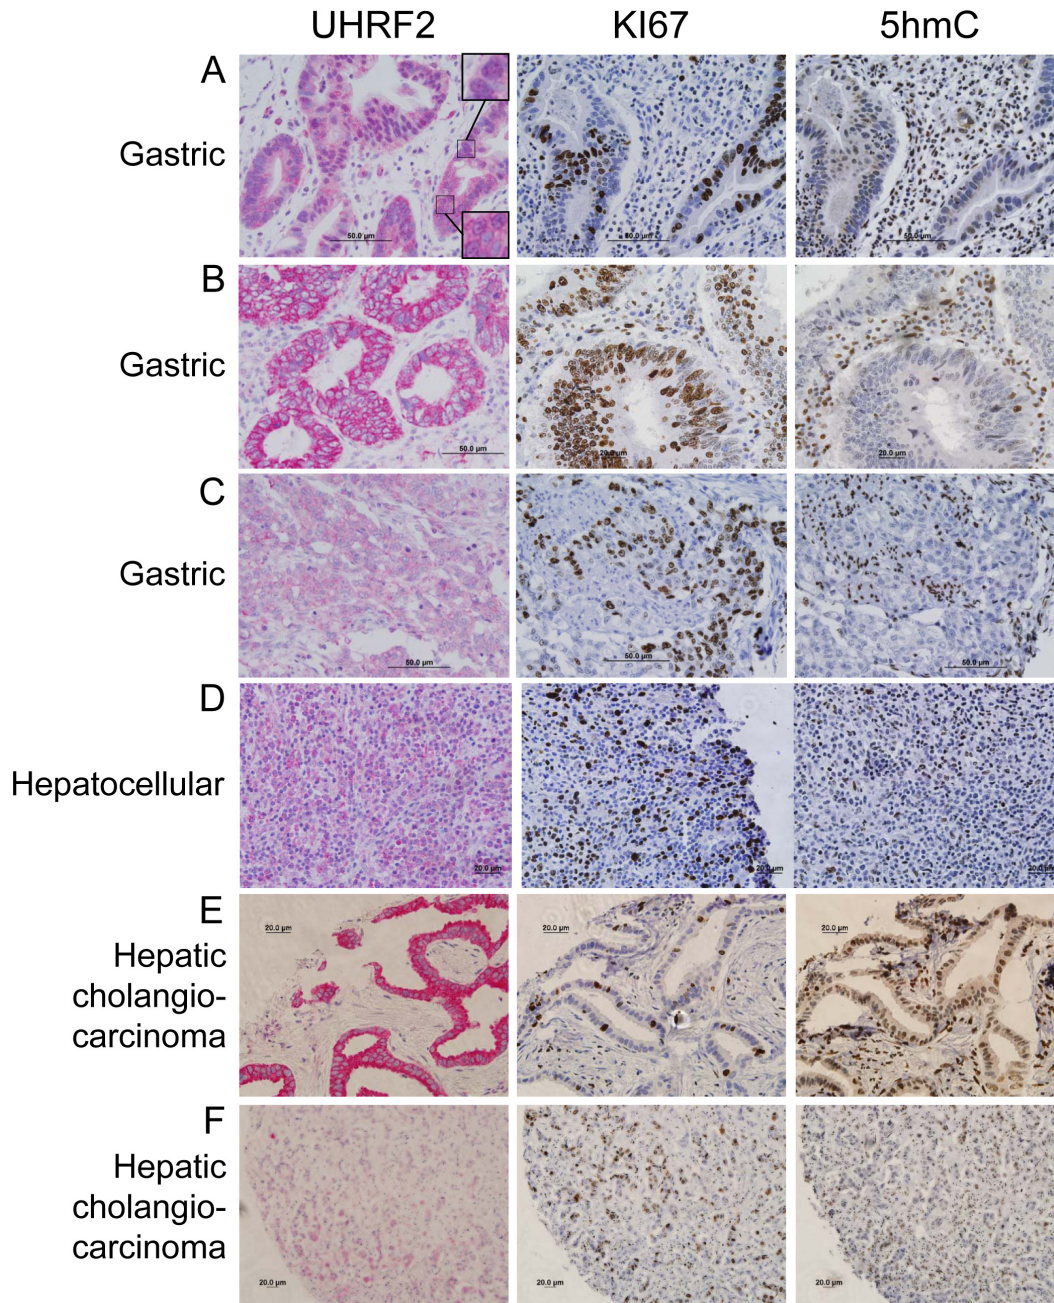 UHRF2 KI67 5hmC
A
Gastric
50.0 µm 50.0 µm 50.0 µm
B
Gastric
50.0 µm 20.0 µm 20.0 µm
C
Gastric
50.0 µm 50.0 µm 50.0 µm
D
Hepatocellular
20.0 µm 20.0 µm 20.0 µm
E
20.0 µm 20.0 µm 20.0 µm
Hepatic
cholangio-
carcinoma
F
Hepatic
cholangio-
carcinoma
20.0 µm 20.0 µm 20.0 µm